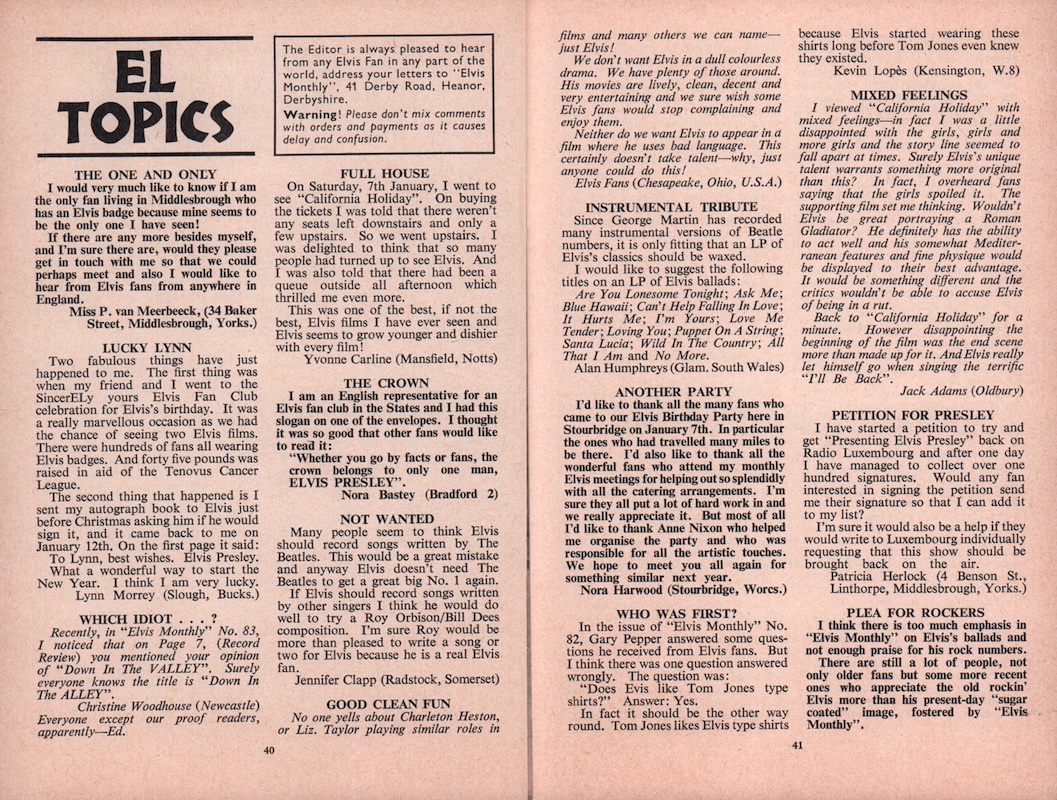 EL
TOPICS
The Editor is always pleased to hear
from any Elvis Fan in any part of the
world, address your letters to "Elvis
Monthly", 41 Derby Road, Heanor,
Derbyshire.
Warning! Please don't mix comments
with orders and payments as it causes
delay and confusion.
THE ONE AND ONLY
I would very much like to know if I am
the only fan living in Middlesbrough who
has an Elvis badge because mine seems to
be the only one I have seen!
If there are any more besides myself,
and I'm sure there are, would they please
get in touch with me so that we could
perhaps meet and also I would like to
hear from Elvis fans from anywhere in
England.
Miss P. van Meerbeeck, (34 Baker
Street, Middlesbrough, Yorks.)
LUCKY LYNN
Two fabulous things have just
happened to me. The first thing was
when my friend and I went to the
SincerELy yours Elvis Fan Club
celebration for Elvis's birthday. It was
a really marvellous occasion as we had
the chance of seeing two Elvis films.
There were hundreds of fans all wearing
Elvis badges. And forty five pounds was
raised in aid of the Tenovus Cancer
League.
The second thing that happened is I
sent my autograph book to Elvis just
before Christmas asking him if he would
sign it, and it came back to me on
January 12th. On the first page it said:
To Lynn, best wishes. Elvis Presley.
What a wonderful way to start the
New Year. I think I am very lucky.
Lynn Morrey (Slough, Bucks.)
WHICH IDIOT . . . ?
Recently, in "Elvis Monthly" No. 83,
I noticed that on Page 7, (Record
Review) you mentioned your opinion
of "Down In The VALLEY". Surely
everyone knows the title is "Down In
The ALLEY".
Christine Woodhouse (Newcastle)
Everyone except our proof readers,
apparently—Ed.
FULL HOUSE
On Saturday, 7th January, I went to
see "California Holiday". On buying
the tickets I was told that there weren't
any seats left downstairs and only a
few upstairs. So we went upstairs. I
was delighted to think that so many
people had turned up to see Elvis. And
I was also told that there had been a
queue outside all afternoon which
thrilled me even more.
This was one of the best, if not the
best, Elvis films I have ever seen and
Elvis seems to grow younger and dishier
with every film!
Yvonne Carline (Mansfield, Notts)
THE CROWN
I am an English representative for an
Elvis fan club in the States and I had this
slogan on one of the envelopes. I thought
it was so good that other fans would like
to read it:
"Whether you go by facts or fans, the
crown belongs to only one man,
ELVIS PRESLEY".
Nora Bastey (Bradford 2)
NOT WANTED
Many people seem to think Elvis
should record songs written by The
Beatles. This would be a great mistake
and anyway Elvis doesn't need The
Beatles to get a great big No. 1 again.
If Elvis should record songs written
by other singers I think he would do
well to try a Roy Orbison/Bill Dees
composition. I'm sure Roy would be
more than pleased to write a song or
two for Elvis because he is a real Elvis
fan.
Jennifer Clapp (Radstock, Somerset)
GOOD CLEAN FUN
No one yells about Charleton Heston,
or Liz. Taylor playing similar roles in
40
films and many others we can name—
just Elvis!
We don't want Elvis in a dull colourless
drama. We have plenty of those around.
His movies are lively, clean, decent and
very entertaining and we sure wish some
Elvis fans would stop complaining and
enjoy them.
Neither do we want Elvis to appear in a
film where he uses bad language. This
certainly doesn't take talent—why, just
anyone could do this!
Elvis Fans (Chesapeake, Ohio, U.S.A.)
INSTRUMENTAL TRIBUTE
Since George Martin has recorded
many instrumental versions of Beatle
numbers, it is only fitting that an LP of
Elvis's classics should be waxed.
I would like to suggest the following
titles on an LP of Elvis ballads:
Are You Lonesome Tonight; Ask Me;
Blue Hawaii; Can't Help Falling In Love;
It Hurts Me; I'm Yours; Love Me
Tender; Loving You; Puppet On A String;
Santa Lucia; Wild In The Country; All
That I Am and No More.
Alan Humphreys (Glam. South Wales)
ANOTHER PARTY
I'd like to thank all the many fans who
came to our Elvis Birthday Party here in
Stourbridge on January 7th. In particular
the ones who had travelled many miles to
be there. I'd also like to thank all the
wonderful fans who attend my monthly
Elvis meetings for helping out so splendidly
with all the catering arrangements. I'm
sure they all put a lot of hard work in and
we really appreciate it. But most of all
I'd like to thank Anne Nixon who helped
me organise the party and who was
responsible for all the artistic touches.
We hope to meet you all again for
something similar next year.
Nora Harwood (Stourbridge, Worcs.)
WHO WAS FIRST?
In the issue of "Elvis Monthly" No.
82, Gary Pepper answered some ques-
tions he received from Elvis fans. But
I think there was one question answered
wrongly. The question was:
"Does Evis like Tom Jones type
shirts?" Answer: Yes.
In fact it should be the other way
round. Tom Jones likes Elvis type shirts
because Elvis started wearing these
shirts long before Tom Jones even knew
they existed.
Kevin Lopès (Kensington, W.8)
MIXED FEELINGS
I viewed "California Holiday" with
mixed feelings—in fact I was a little
disappointed with the girls, girls and
more girls and the story line seemed to
fall apart at times. Surely Elvis's unique
talent warrants something more original
than this? In fact, I overheard fans
saying that the girls spoiled it. The
supporting film set me thinking. Wouldn't
Elvis be great portraying a Roman
Gladiator? He definitely has the ability
to act well and his somewhat Mediter-
ranean features and fine physique would
be displayed to their best advantage.
It would be something different and the
critics wouldn't be able to accuse Elvis
of being in a rut.
Back to "California Holiday" for a
minute. However disappointing the
beginning of the film was the end scene
more than made up for it. And Elvis really
let himself go when singing the terrific
"I'll Be Back".
Jack Adams (Oldbury)
PETITION FOR PRESLEY
I have started a petition to try and
get "Presenting Elvis Presley" back on
Radio Luxembourg and after one day
I have managed to collect over one
hundred signatures. Would any fan
interested in signing the petition send
me their signature so that I can add it
to my list?
I'm sure it would also be a help if they
would write to Luxembourg individually
requesting that this show should be
brought back on the air.
Patricia Herlock (4 Benson St.,
Linthorpe, Middlesbrough, Yorks.)
PLEA FOR ROCKERS
I think there is too much emphasis in
"Elvis Monthly" on Elvis's ballads and
not enough praise for his rock numbers.
There are still a lot of people, not
only older fans but some more recent
ones who appreciate the old rockin'
Elvis more than his present-day "sugar
coated" image, fostered by "Elvis
Monthly".
41